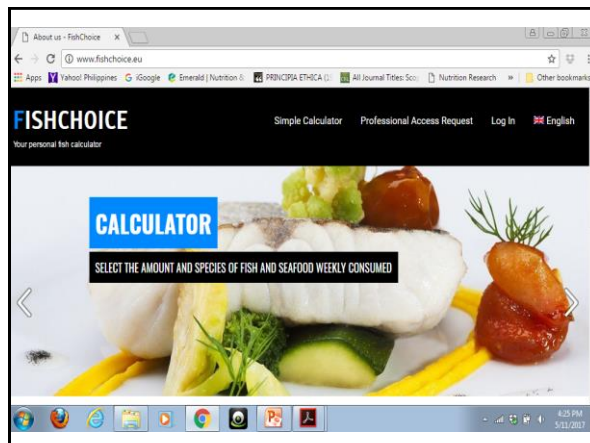 About us - FishChoice
www.fishchoice.eu
Apps Yahoo! Philippines iGoogle Emerald | Nutrition & PRINCIPIA ETHICA All Journal Titles: Sco Nutrition Research » Other bookmarks
FISHCHOICE
Simple Calculator Professional Access Request Log In English
Your personal fish calculator
CALCULATOR
SELECT THE AMOUNT AND SPECIES OF FISH AND SEAFOOD WEEKLY CONSUMED
4:25 PM
5/11/2017